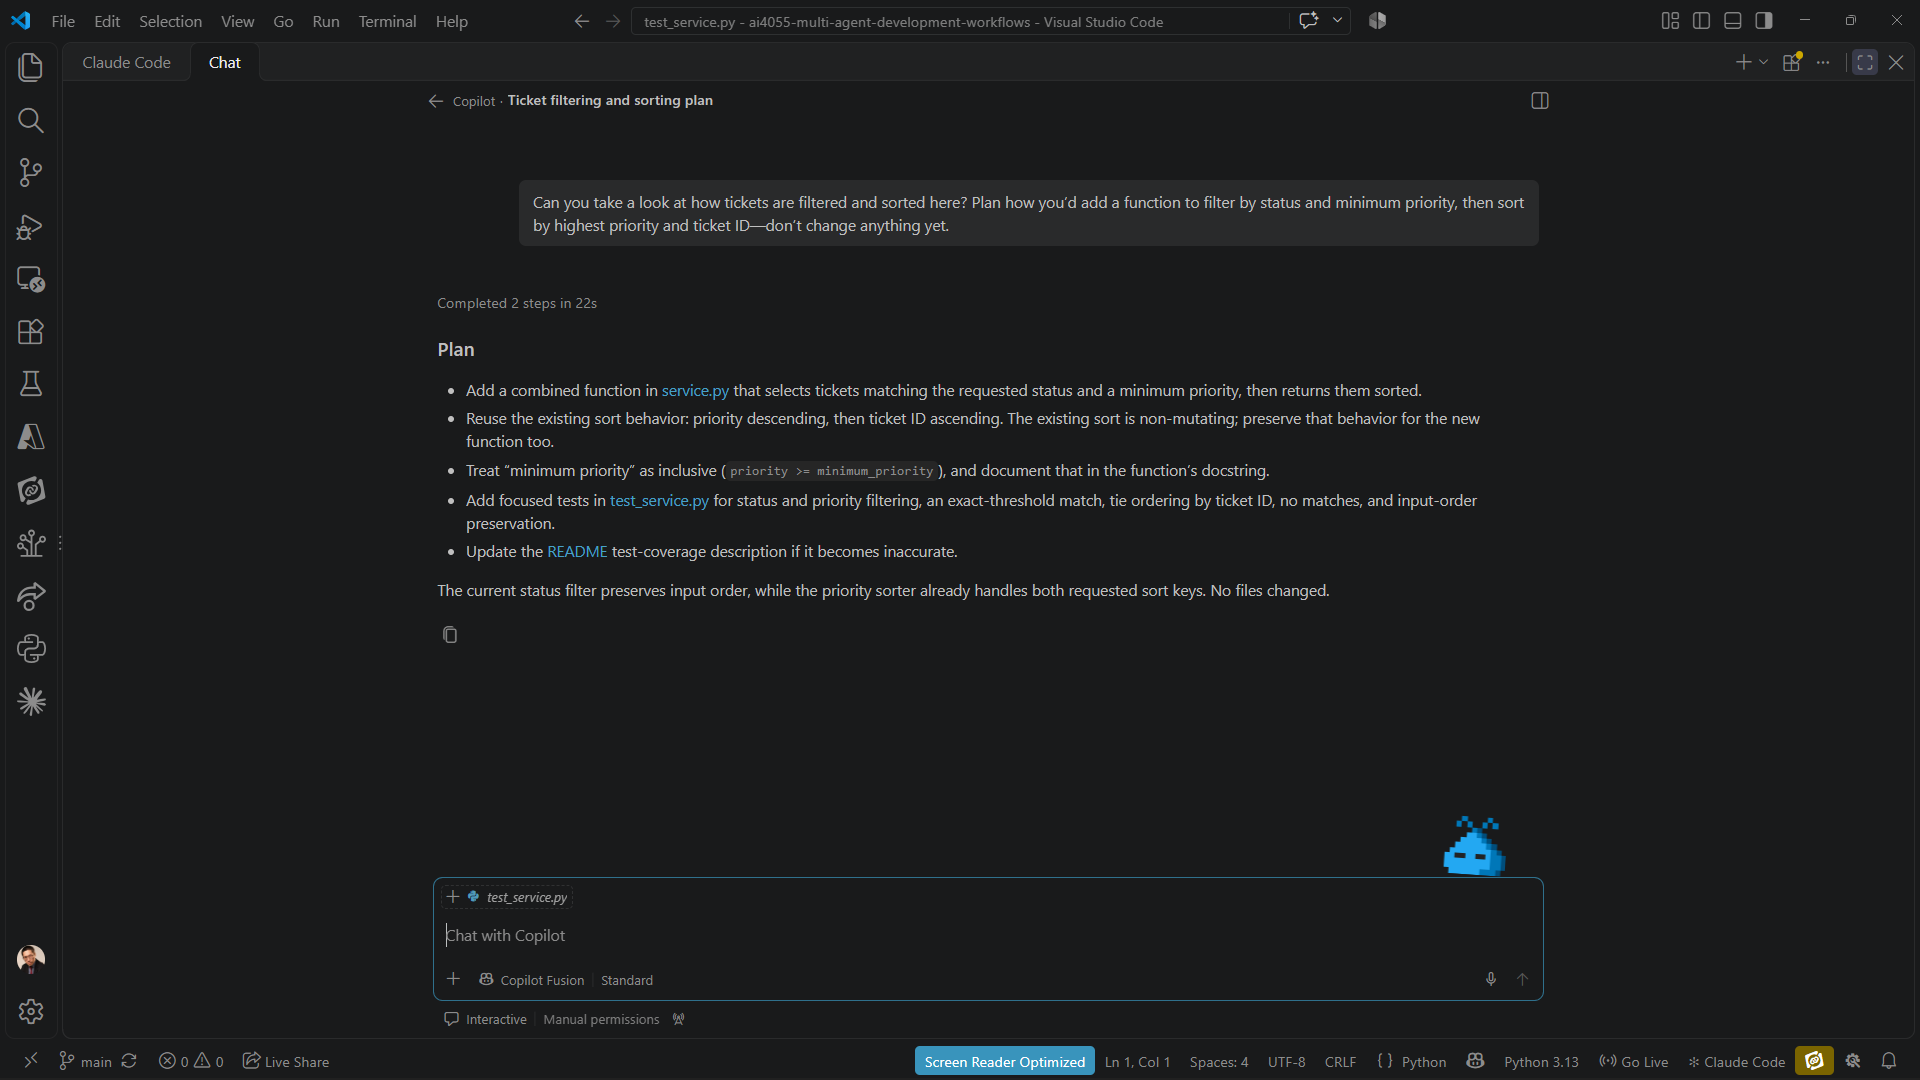 File Edit Selection View Go Run Terminal Help
test_service.py - ai4055-multi-agent-development-workflows - Visual Studio Code
Claude Code Chat
Copilot · Ticket filtering and sorting plan
Can you take a look at how tickets are filtered and sorted here? Plan how you’d add a function to filter by status and minimum priority, then sort
by highest priority and ticket ID—don’t change anything yet.
Completed 2 steps in 22s
Plan
• Add a combined function in service.py that selects tickets matching the requested status and a minimum priority, then returns them sorted.
• Reuse the existing sort behavior: priority descending, then ticket ID ascending. The existing sort is non-mutating; preserve that behavior for the new
function too.
• Treat “minimum priority” as inclusive (priority >= minimum_priority), and document that in the function’s docstring.
• Add focused tests in test_service.py for status and priority filtering, an exact-threshold match, tie ordering by ticket ID, no matches, and input-order
preservation.
• Update the README test-coverage description if it becomes inaccurate.
The current status filter preserves input order, while the priority sorter already handles both requested sort keys. No files changed.
test_service.py
Chat with Copilot
Copilot Fusion Standard
Interactive Manual permissions
main 0 0 Live Share Screen Reader Optimized Ln 1, Col 1 Spaces: 4 UTF-8 CRLF { } Python Python 3.13 Go Live Claude Code